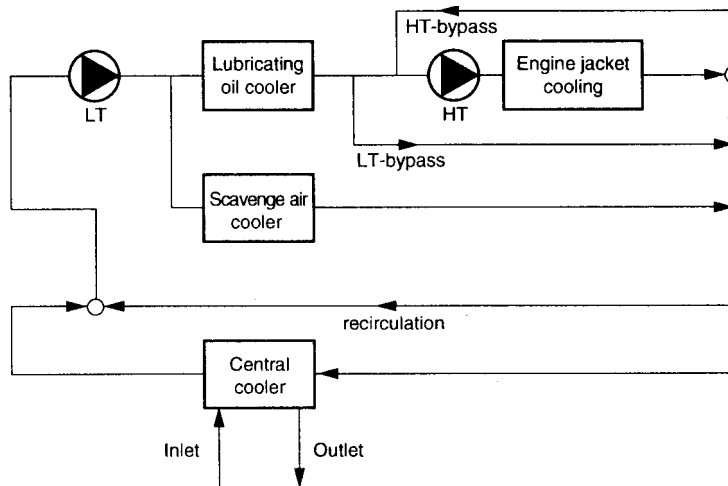 HT-bypass
Lubricating
oil cooler
Engine jacket
cooling
LT
HT
LT-bypass
Scavenge air
cooler
recirculation
Central
cooler
Inlet
Outlet